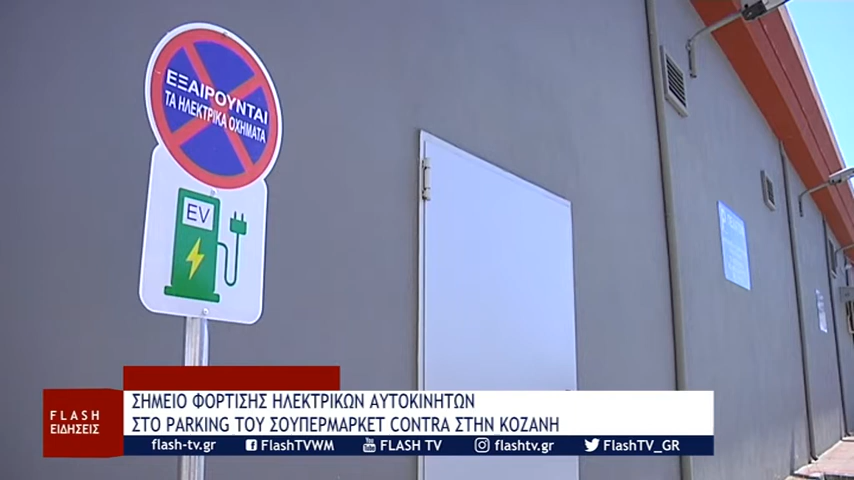 ΕΞΑΙΡΟΥΝΤΑΙ
ΤΑ ΗΛΕΚΤΡΙΚΑ ΟΧΗΜΑΤΑ
EV
FLASH
ΕΙΔΗΣΕΙΣ
ΣΗΜΕΙΟ ΦΟΡΤΙΣΗΣ ΗΛΕΚΤΡΙΚΩΝ ΑΥΤΟΚΙΝΗΤΩΝ
ΣΤΟ PARKING ΤΟΥ ΣΟΥΠΕΡΜΑΡΚΕΤ CONTRA ΣΤΗΝ ΚΟΖΑΝΗ
flash-tv.gr FlashTVWM YouTube FLASH TV flashtv.gr FlashTV_GR